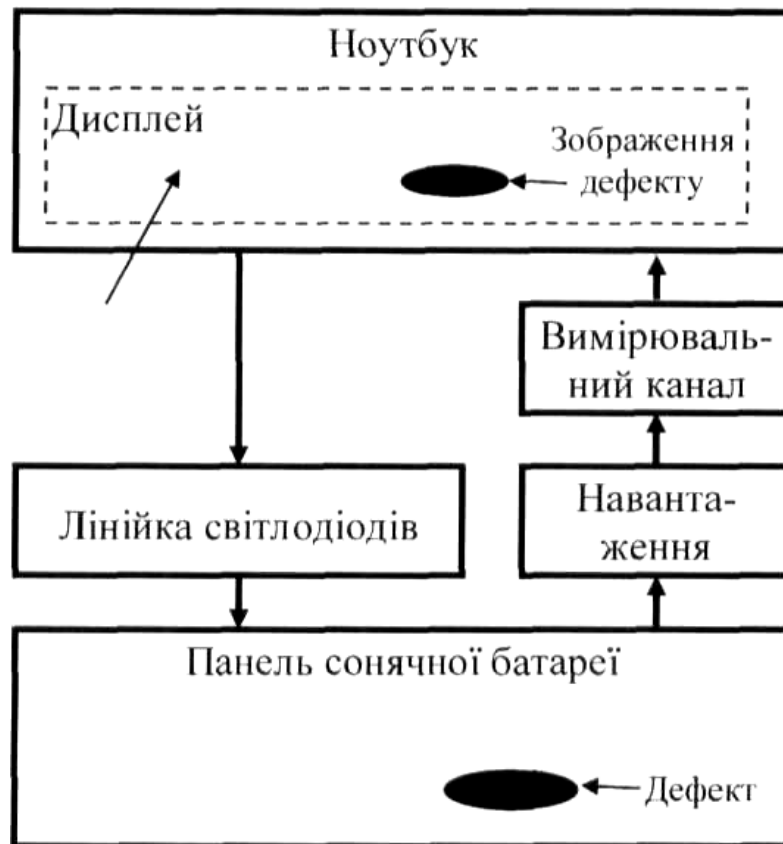 Ноутбук
Дисплей
Зображення
дефекту
Вимірюваль-
ний канал
Лінійка світлодіодів
Наванта-
ження
Панель сонячної батареї
Дефект